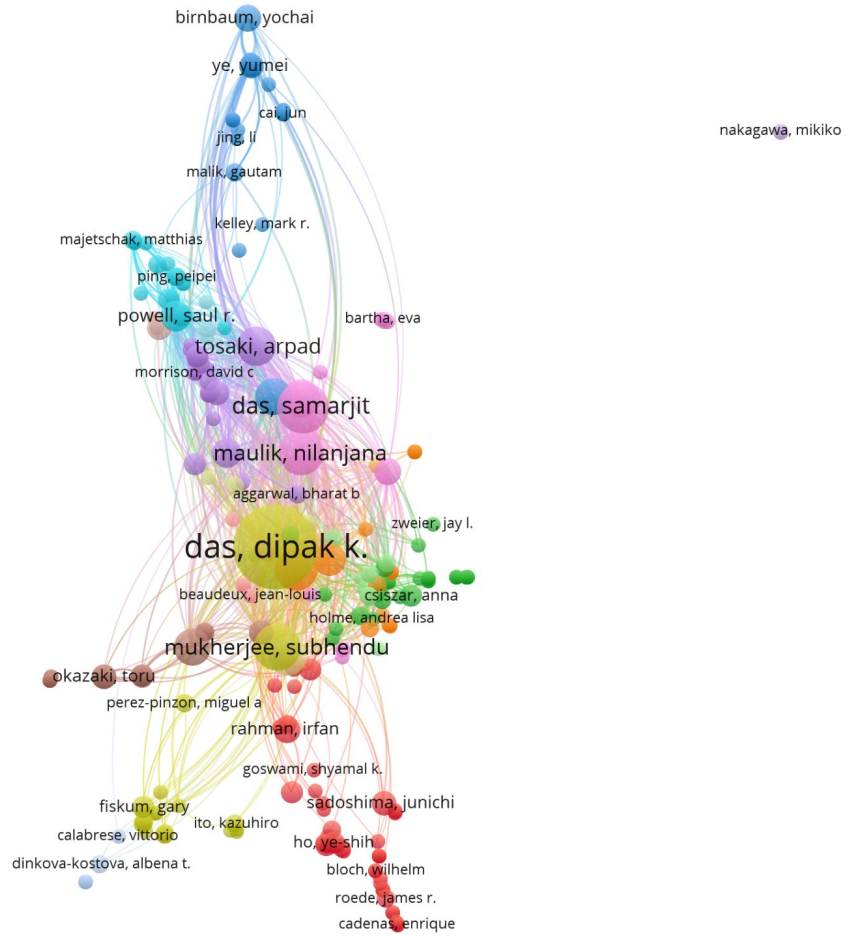 birnbaum, yochai
ye, yumei
cai, jun
nakagawa, mikiko
jing, li
malik, gautam
kelley, mark r.
majetschak, matthias
ping, peipei
powell, saul r.
bartha, eva
tosaki, arpad
morrison, david c
das, samarjit
maulik, nilanjana
aggarwal, bharat b
zweier, jay l.
das, dipak k.
beaudeux, jean-louis
csiszar, anna
holme, andrea lisa
mukherjee, subhendu
okazaki, toru
perez-pinzon, miguel a
rahman, irfan
goswami, shyamal k.
fiskum, gary
sadoshima, junichi
ito, kazuhiro
calabrese, vittorio
ho, ye-shih
dinkova-kostova, albena t.
bloch, wilhelm
roede, james r.
cadenas, enrique